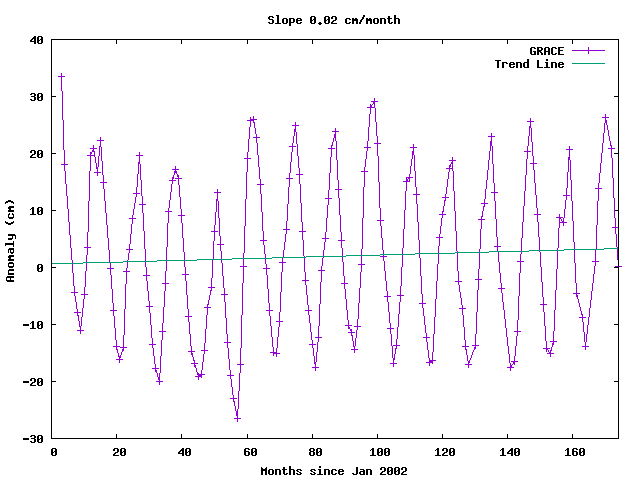 Slope 0.02 cm/month
GRACE
Trend Line
Anomaly (cm)
40
30
20
10
0
-10
-20
-30
0 20 40 60 80 100 120 140 160
Months since Jan 2002